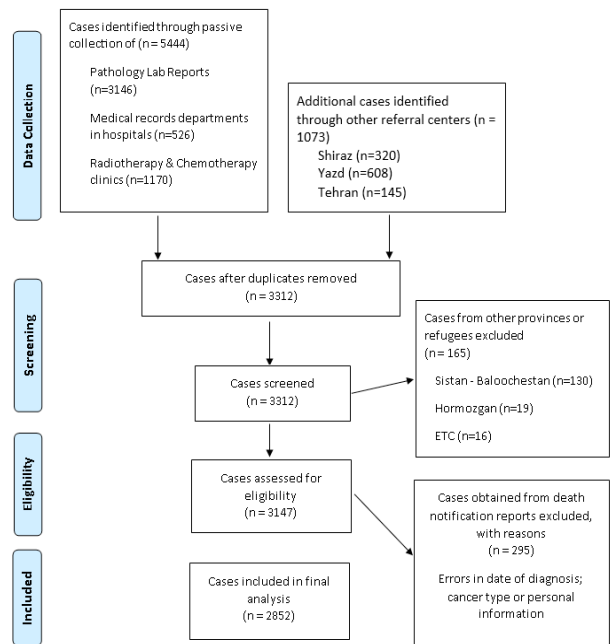 Data Collection
Cases identified through passive
collection of (n = 5444)
Pathology Lab Reports
(n=3146)
Medical records departments
in hospitals (n=526)
Radiotherapy & Chemotherapy
clinics (n=1170)
Additional cases identified
through other referral centers (n =
1073)
Shiraz (n=320)
Yazd (n=608)
Tehran (n=145)
Screening
Cases after duplicates removed
(n = 3312)
Cases screened
(n = 3312)
Cases from other provinces or
refugees excluded
(n = 165)
Sistan - Baloochestan (n=130)
Hormozgan (n=19)
ETC (n=16)
Eligibility
Cases assessed for
eligibility
(n = 3147)
Cases obtained from death
notification reports excluded,
with reasons
(n = 295)
Errors in date of diagnosis;
cancer type or personal
information
Included
Cases included in final
analysis
(n = 2852)